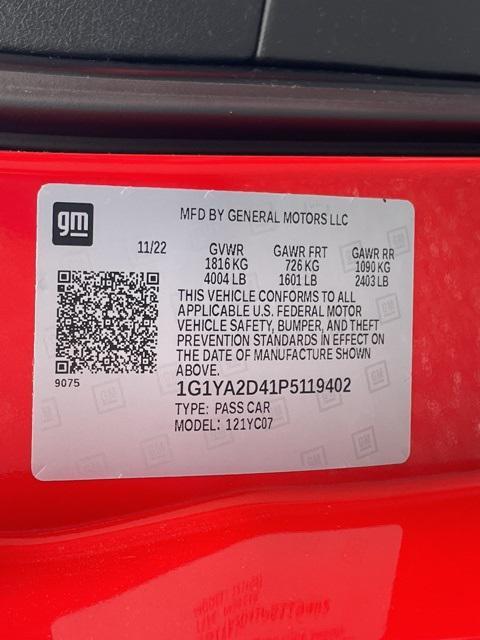 gm
MFD BY GENERAL MOTORS LLC
11/22 GVWR GAWR FRT GAWR RR
1816 KG 726 KG 1090 KG
4004 LB 1601 LB 2403 LB
THIS VEHICLE CONFORMS TO ALL
APPLICABLE U.S. FEDERAL MOTOR
VEHICLE SAFETY, BUMPER, AND THEFT
PREVENTION STANDARDS IN EFFECT ON
THE DATE OF MANUFACTURE SHOWN
ABOVE.
9075
1G1YA2D41P5119402
TYPE: PASS CAR
MODEL: 121YC07